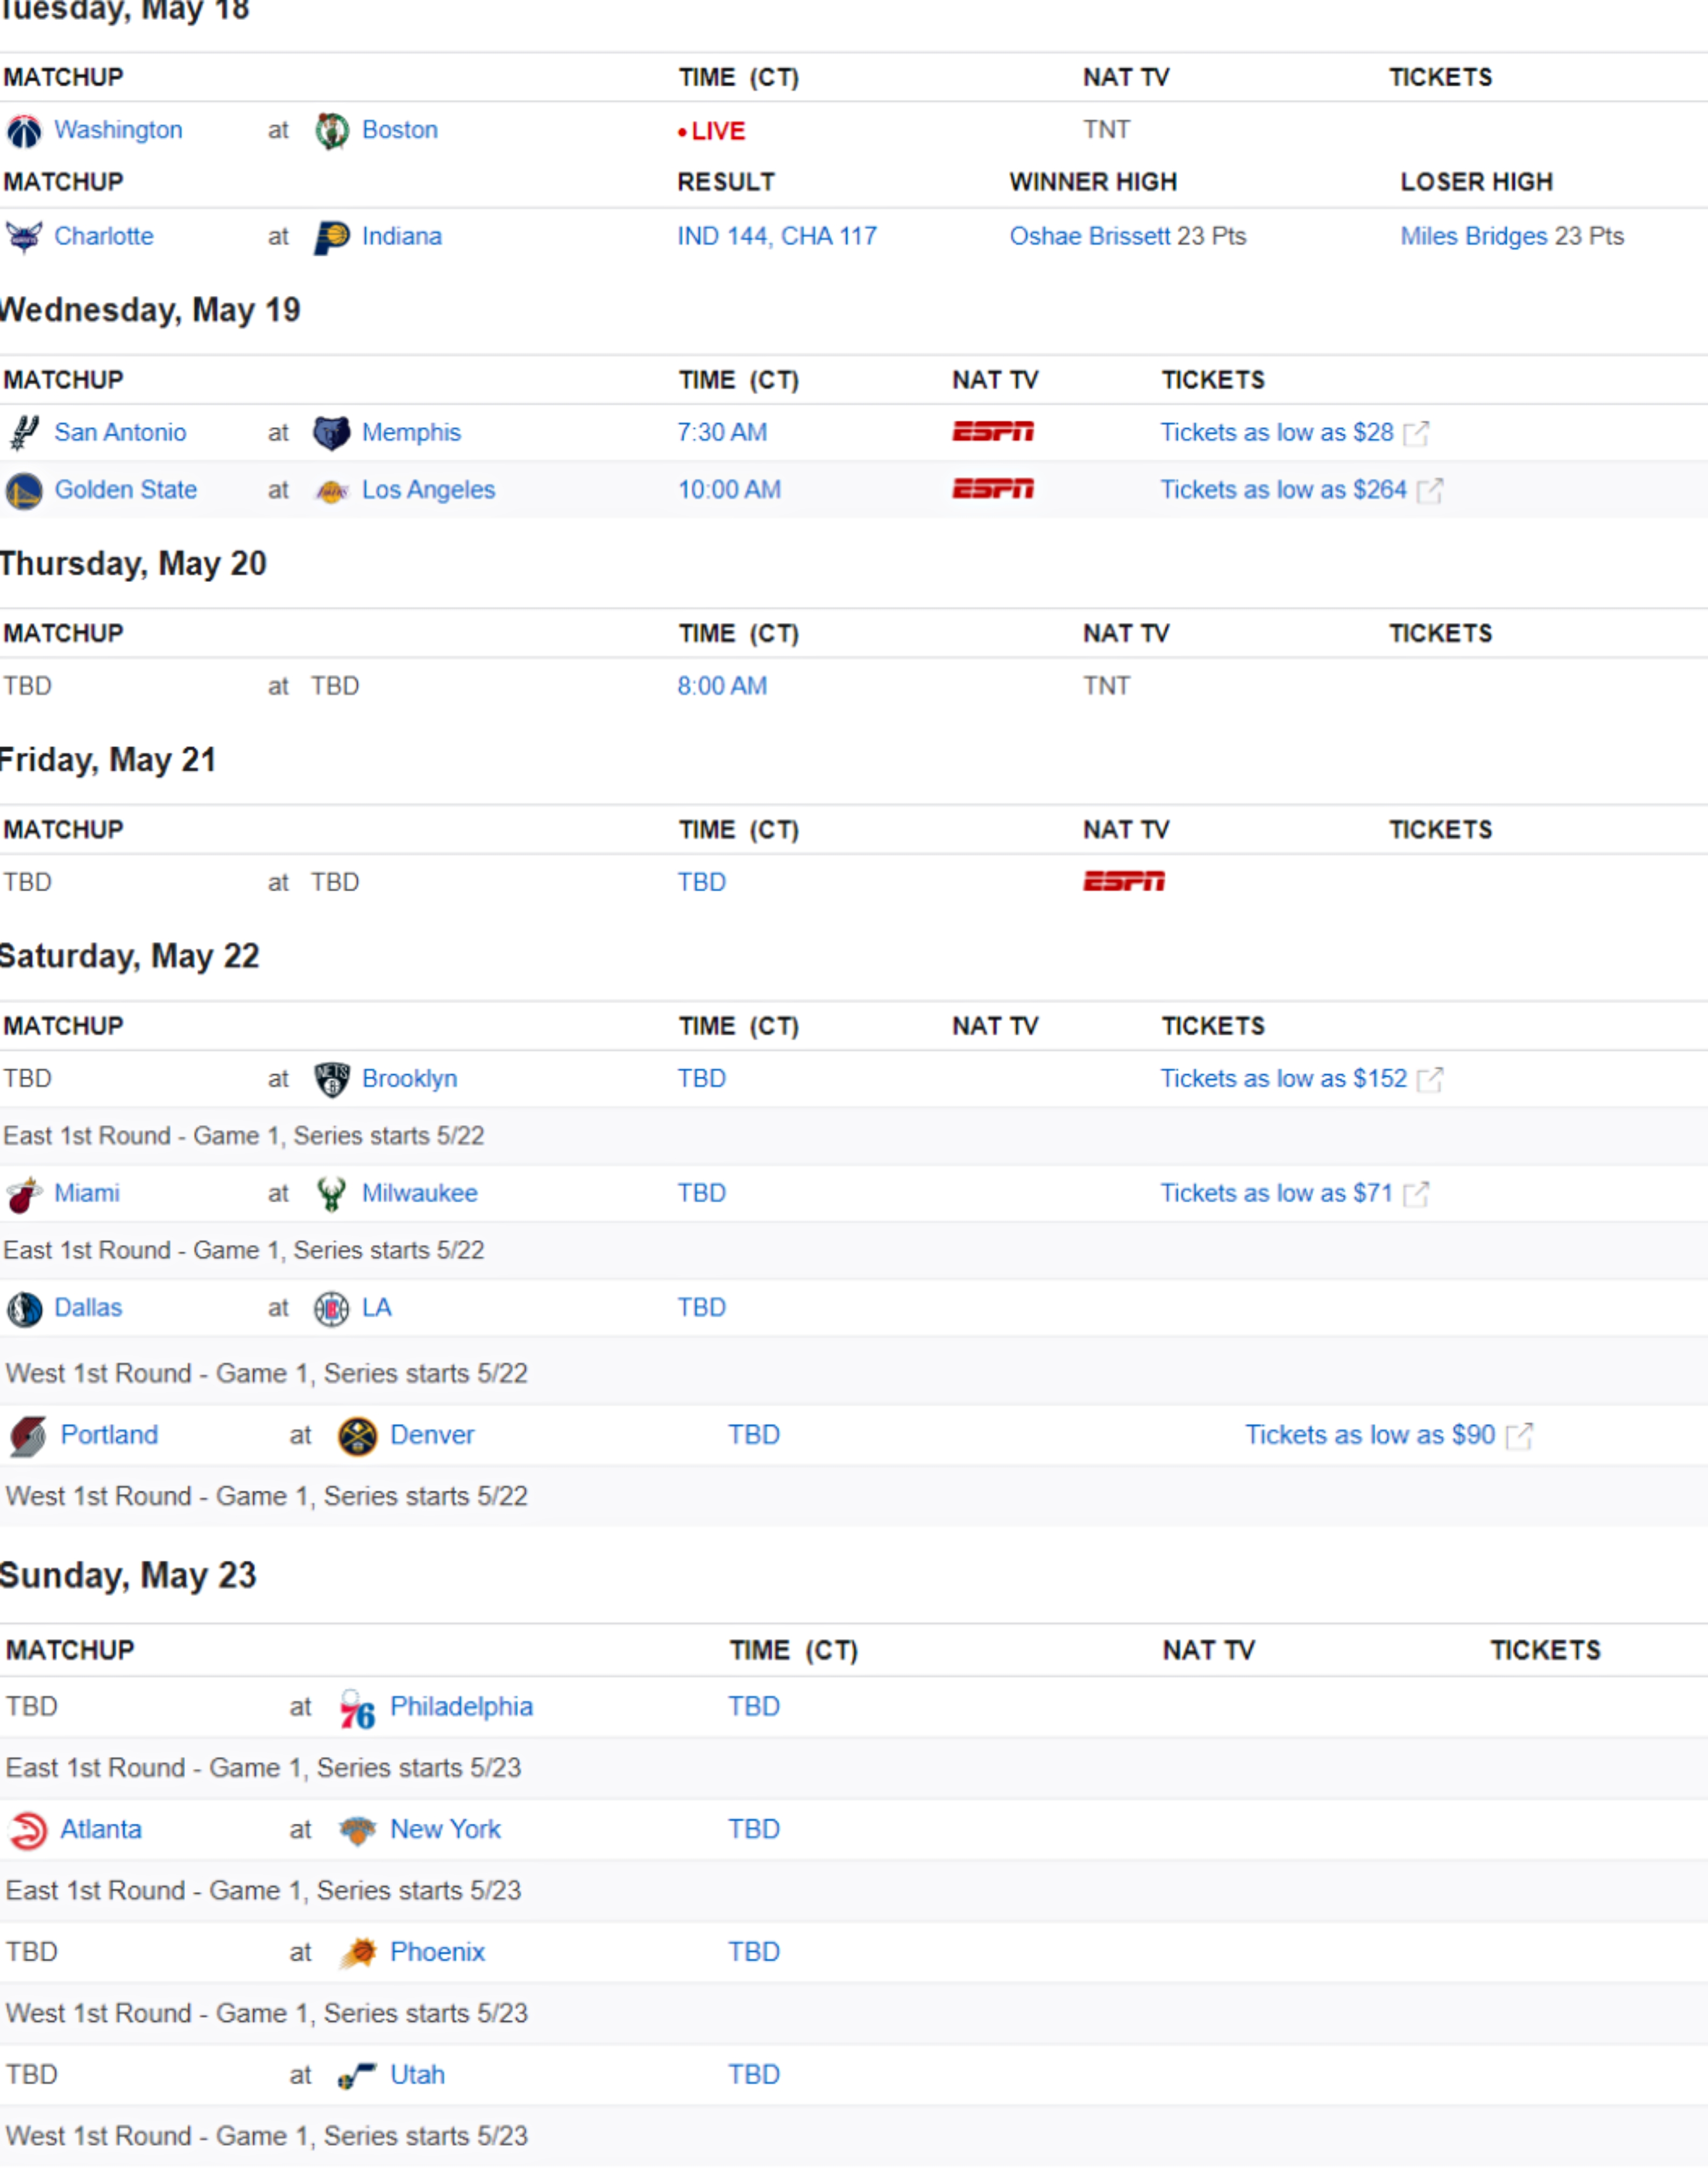 Tuesday, May 18
MATCHUP TIME (CT) NAT TV TICKETS
Washington at Boston • LIVE TNT
MATCHUP RESULT WINNER HIGH LOSER HIGH
Charlotte at Indiana IND 144, CHA 117 Oshae Brissett 23 Pts Miles Bridges 23 Pts
Wednesday, May 19
MATCHUP TIME (CT) NAT TV TICKETS
San Antonio at Memphis 7:30 AM ESPN Tickets as low as $28
Golden State at Los Angeles 10:00 AM ESPN Tickets as low as $264
Thursday, May 20
MATCHUP TIME (CT) NAT TV TICKETS
TBD at TBD 8:00 AM TNT
Friday, May 21
MATCHUP TIME (CT) NAT TV TICKETS
TBD at TBD TBD ESPN
Saturday, May 22
MATCHUP TIME (CT) NAT TV TICKETS
TBD at NETS B Brooklyn TBD Tickets as low as $152
East 1st Round - Game 1, Series starts 5/22
Miami at Milwaukee TBD Tickets as low as $71
East 1st Round - Game 1, Series starts 5/22
Dallas at LA TBD
West 1st Round - Game 1, Series starts 5/22
Portland at Denver TBD Tickets as low as $90
West 1st Round - Game 1, Series starts 5/22
Sunday, May 23
MATCHUP TIME (CT) NAT TV TICKETS
TBD at 76 Philadelphia TBD
East 1st Round - Game 1, Series starts 5/23
Atlanta at New York TBD
East 1st Round - Game 1, Series starts 5/23
TBD at Phoenix TBD
West 1st Round - Game 1, Series starts 5/23
TBD at Utah TBD
West 1st Round - Game 1, Series starts 5/23